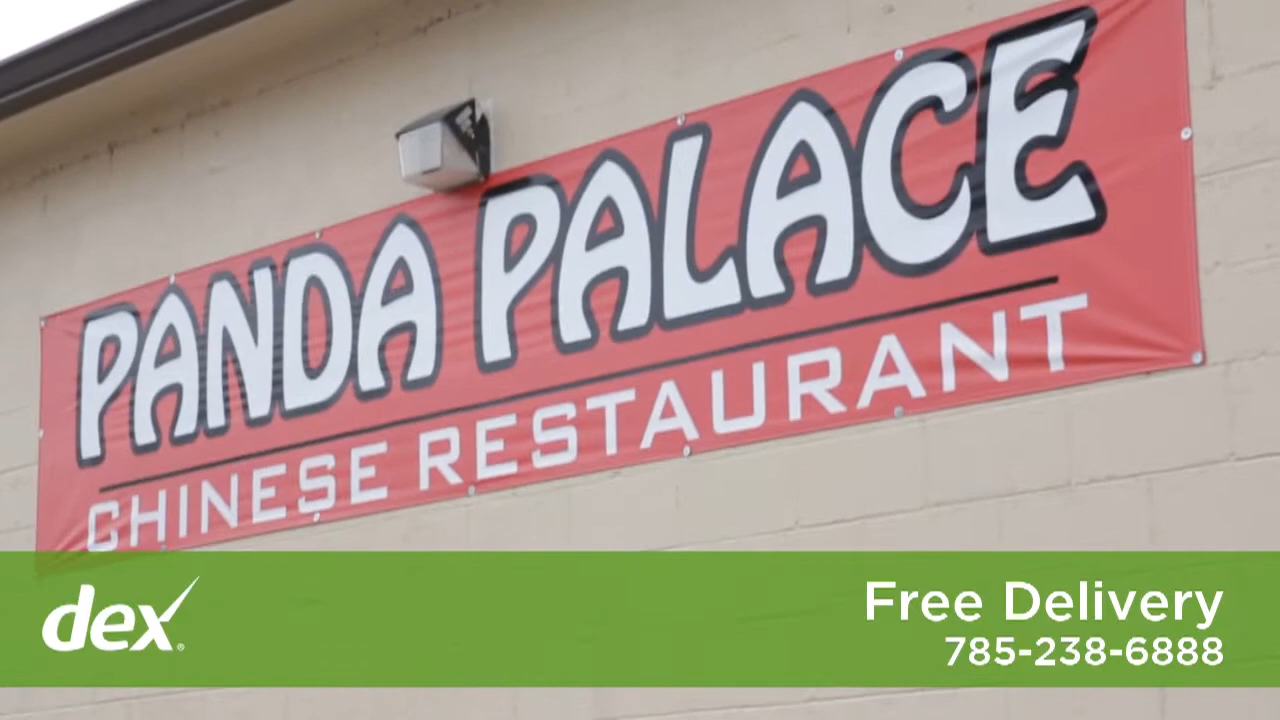 PANDA PALACE
CHINESE RESTAURANT
dex®
Free Delivery
785-238-6888